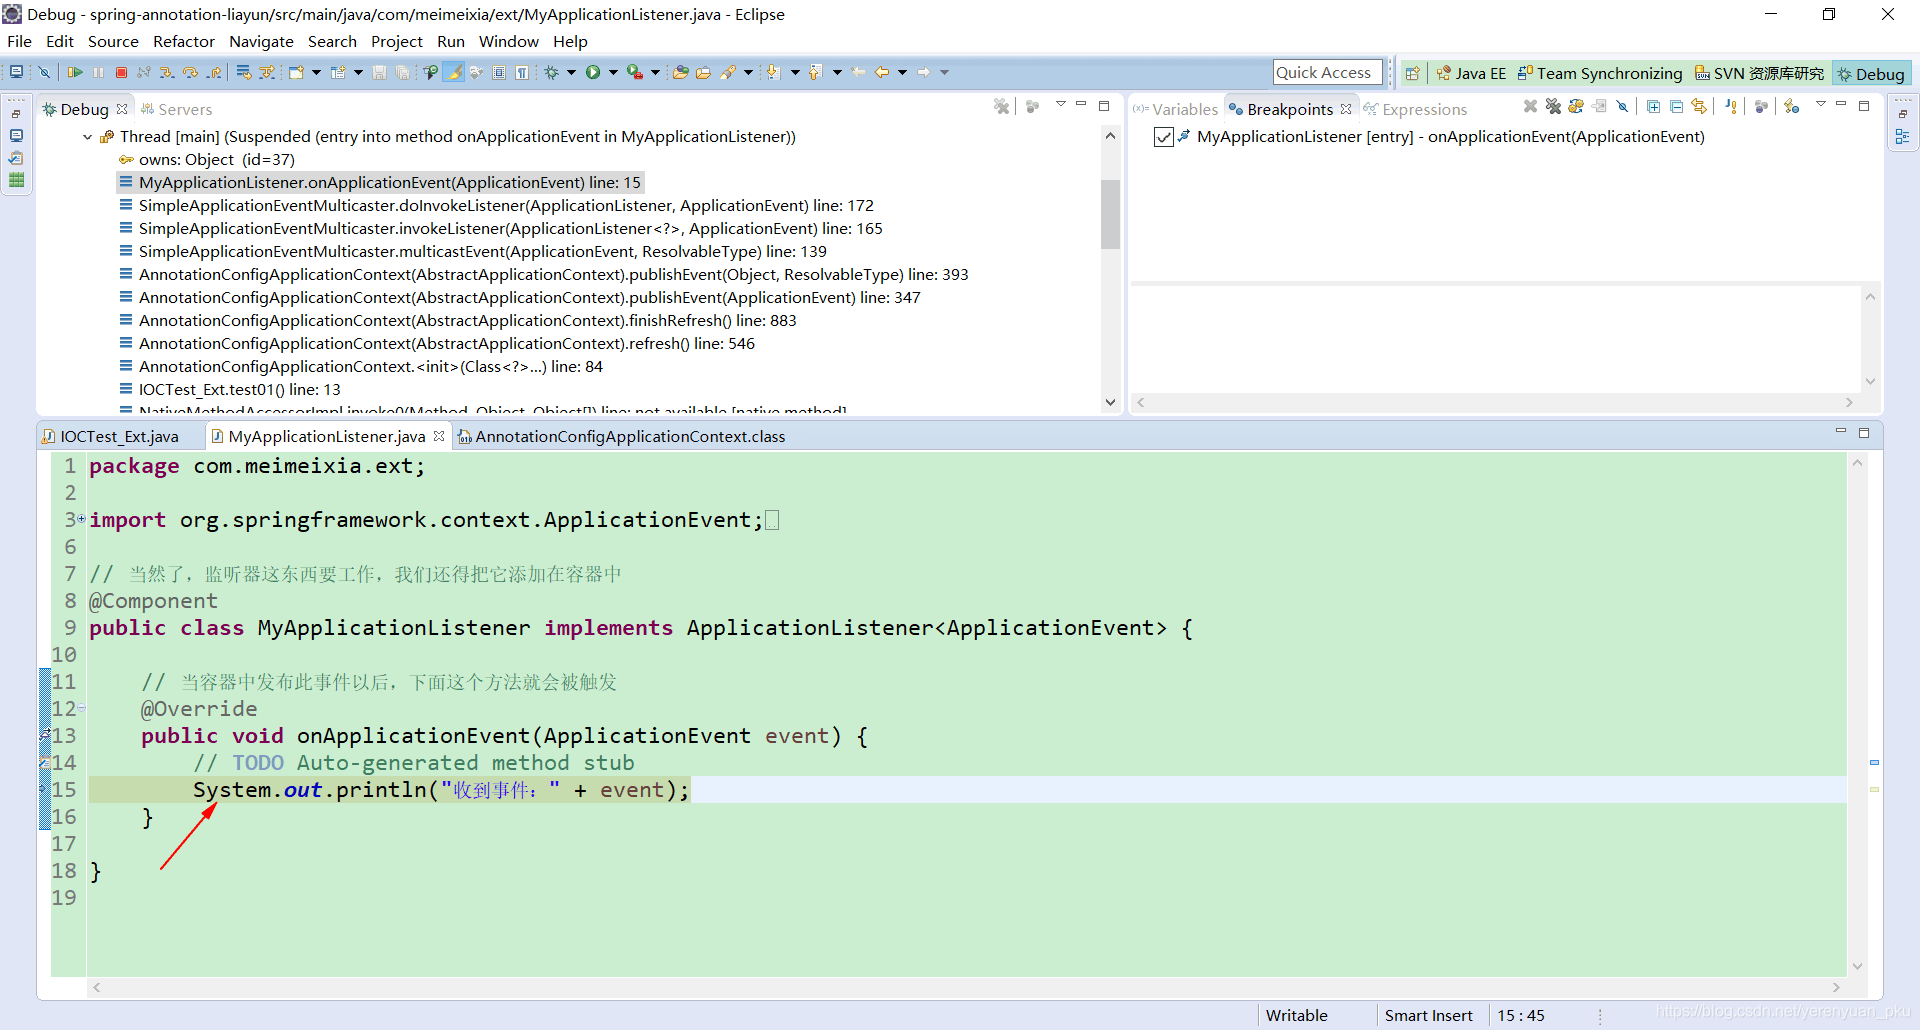 Debug - spring-annotation-liayun/src/main/java/com/meimeixia/ext/MyApplicationListener.java - Eclipse
File Edit Source Refactor Navigate Search Project Run Window Help
Quick Access
Java EE Team Synchronizing SVN 资源库研究 Debug
Debug Servers
Thread [main] (Suspended (entry into method onApplicationEvent in MyApplicationListener))
owns: Object (id=37)
MyApplicationListener.onApplicationEvent(ApplicationEvent) line: 15
SimpleApplicationEventMulticaster.doInvokeListener(ApplicationListener, ApplicationEvent) line: 172
SimpleApplicationEventMulticaster.invokeListener(ApplicationListener<?>, ApplicationEvent) line: 165
SimpleApplicationEventMulticaster.multicastEvent(ApplicationEvent, ResolvableType) line: 139
AnnotationConfigApplicationContext(AbstractApplicationContext).publishEvent(Object, ResolvableType) line: 393
AnnotationConfigApplicationContext(AbstractApplicationContext).publishEvent(ApplicationEvent) line: 347
AnnotationConfigApplicationContext(AbstractApplicationContext).finishRefresh() line: 883
AnnotationConfigApplicationContext(AbstractApplicationContext).refresh() line: 546
AnnotationConfigApplicationContext.<init>(Class<?>...) line: 84
IOCTest_Ext.test01() line: 13
NativeMethodAccessorImpl.invoke0(Method, Object, Object[]) line: not available [native method]
(x)= Variables Breakpoints Expressions
MyApplicationListener [entry] - onApplicationEvent(ApplicationEvent)
IOCTest_Ext.java MyApplicationListener.java AnnotationConfigApplicationContext.class
1 package com.meimeixia.ext;
2
3 import org.springframework.context.ApplicationEvent;
6
7 // 当然了，监听器这东西要工作，我们还得把它添加在容器中
8 @Component
9 public class MyApplicationListener implements ApplicationListener<ApplicationEvent> {
10
11 // 当容器中发布此事件以后，下面这个方法就会被触发
12 @Override
13 public void onApplicationEvent(ApplicationEvent event) {
14 // TODO Auto-generated method stub
15 System.out.println("收到事件：" + event);
16 }
17
18 }
19
Writable Smart Insert 15 : 45
https://blog.csdn.net/yerenyuan_pku